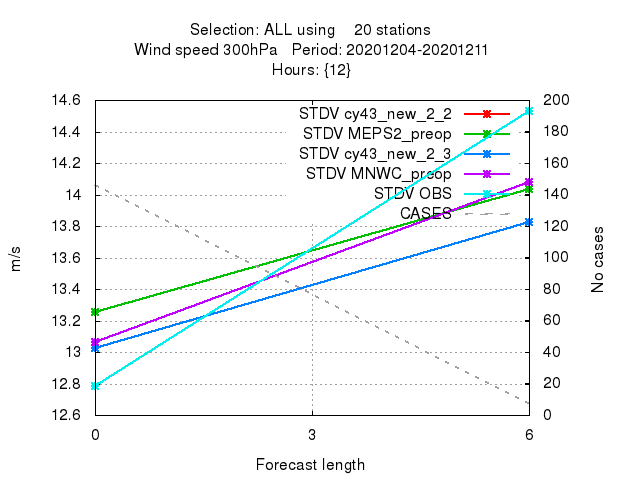 Selection: ALL using    20 stations
Wind speed 300hPa   Period: 20201204-20201211
Hours: {12}
14.6
14.4
14.2
14
13.8
13.6
13.4
13.2
13
12.8
12.6
200
180
160
140
120
100
80
60
40
20
0
STDV cy43_new_2_2
STDV MEPS2_preop
STDV cy43_new_2_3
STDV MNWC_preop
STDV OBS
CASES
m/s
No cases
0
3
6
Forecast length